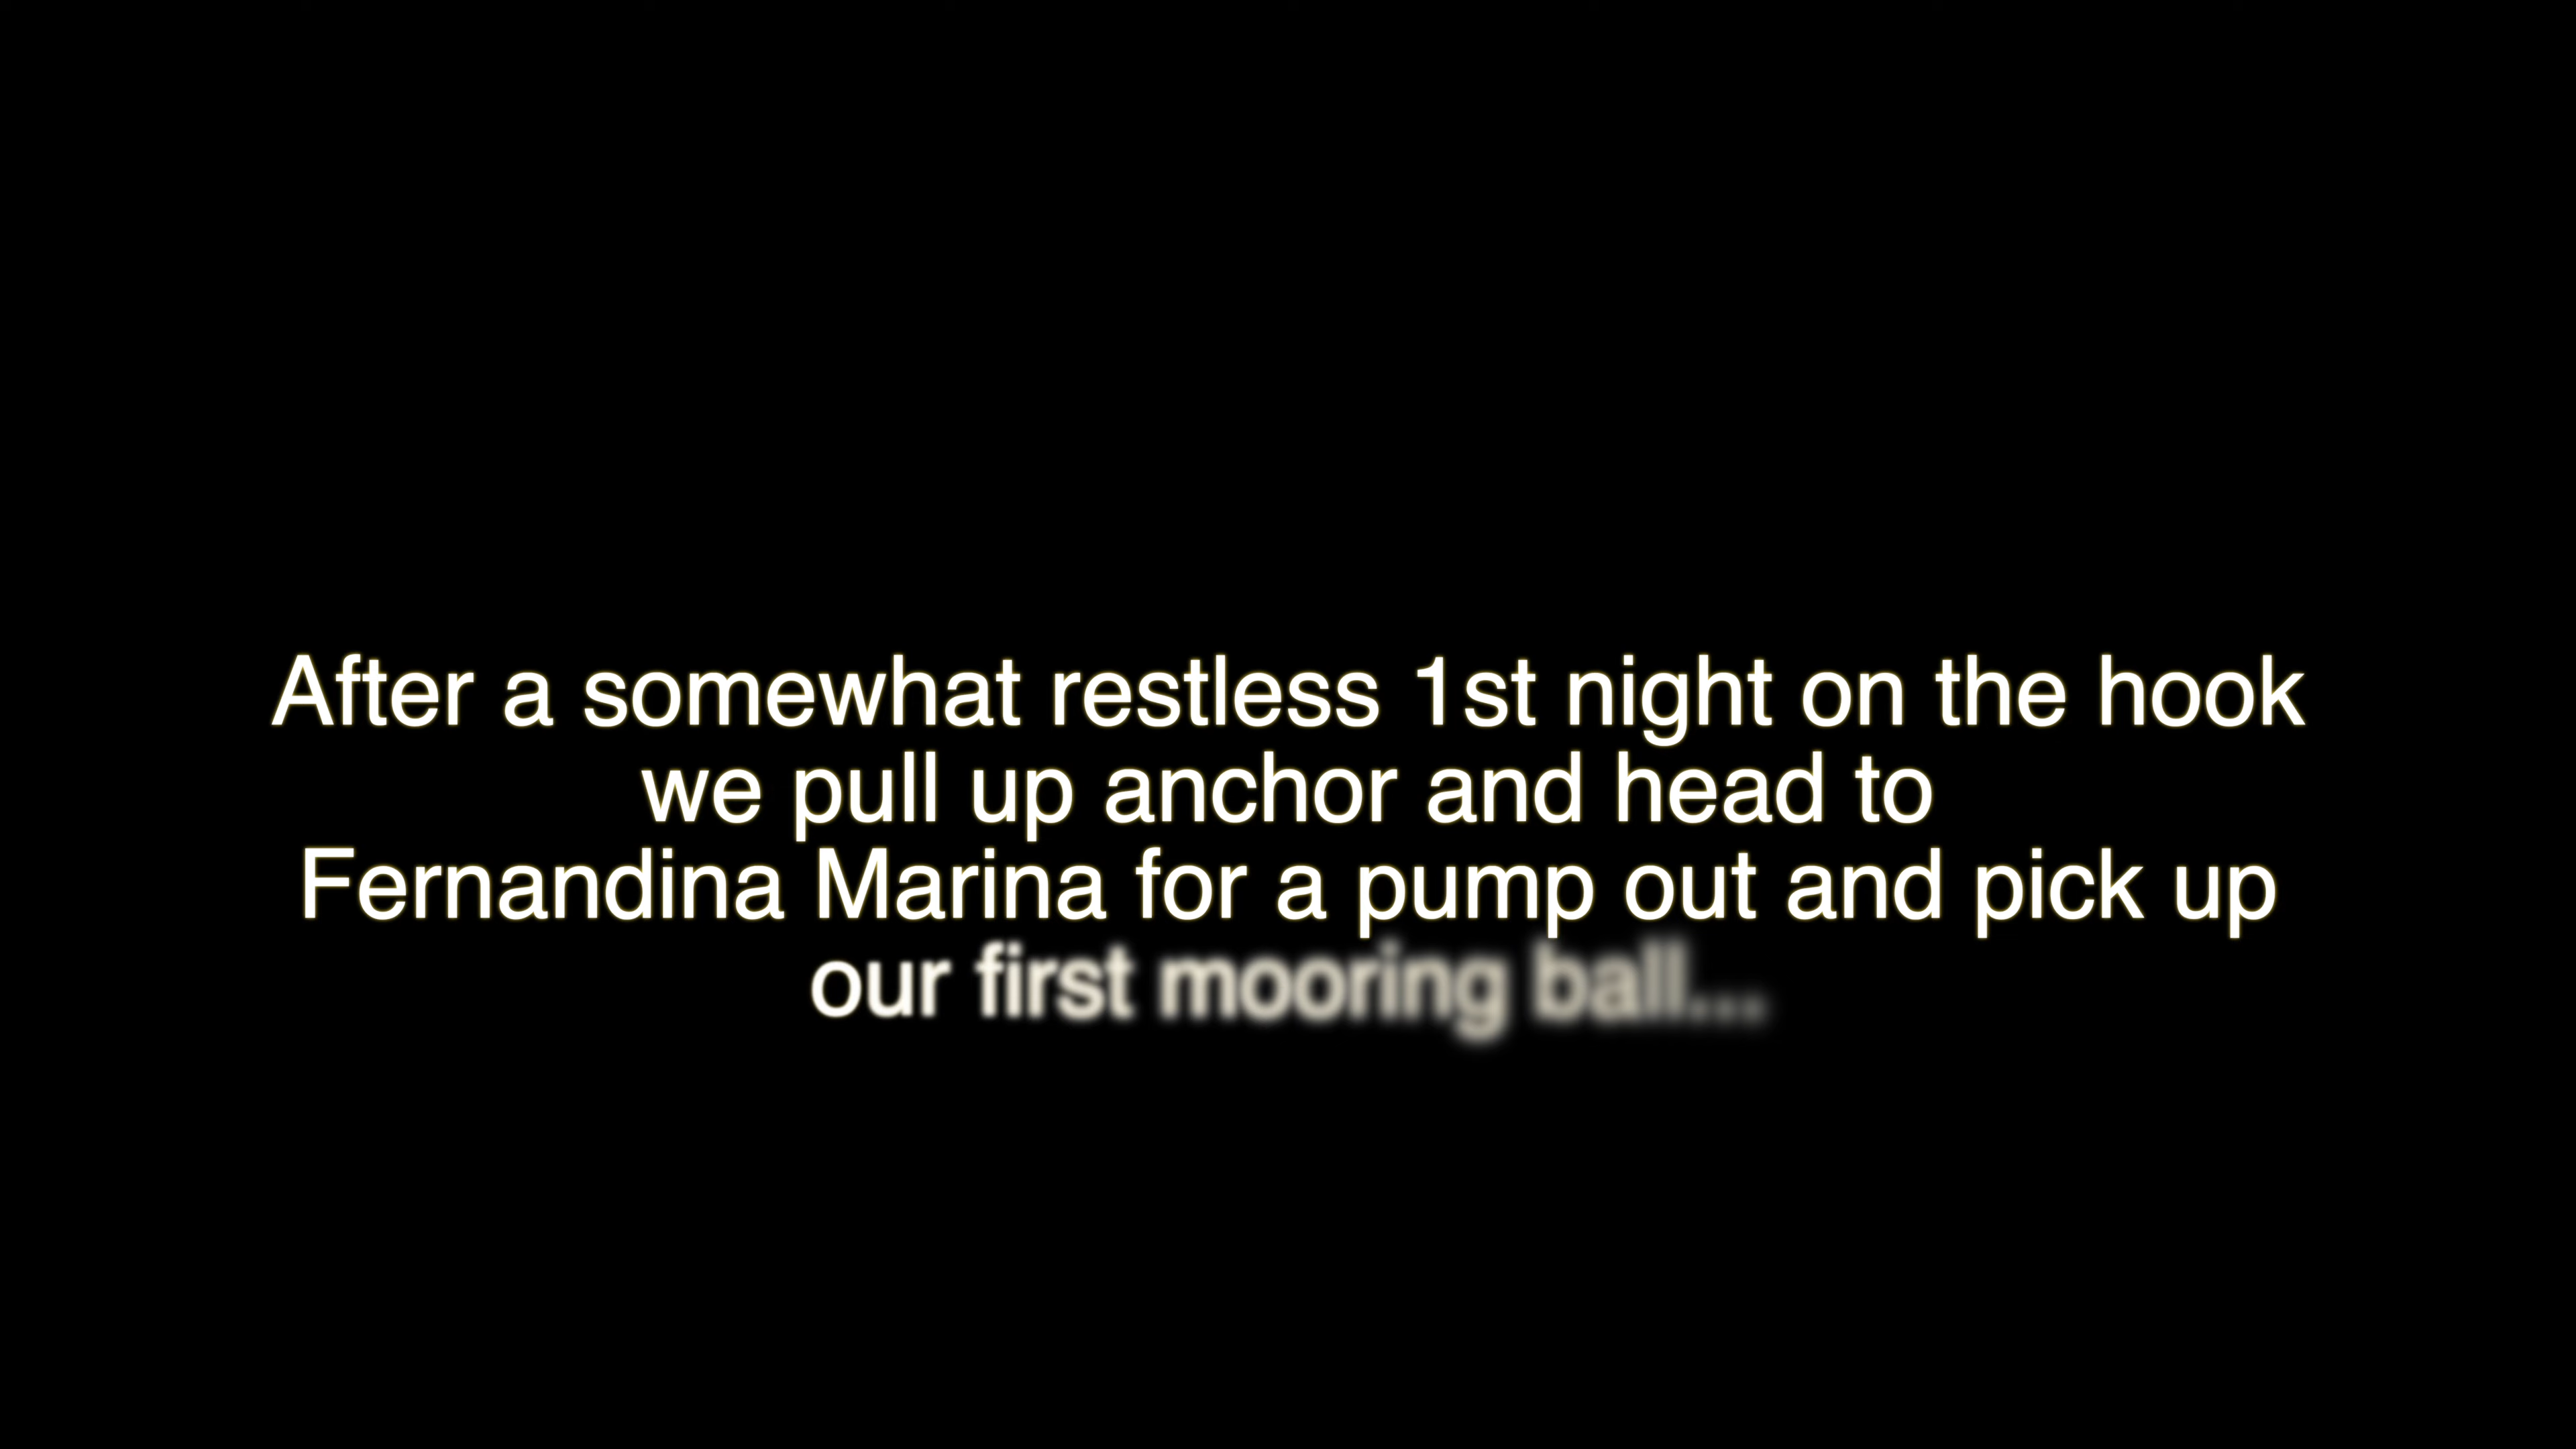 After a somewhat restless 1st night on the hook
we pull up anchor and head to
Fernandina Marina for a pump out and pick up
our first mooring ball...